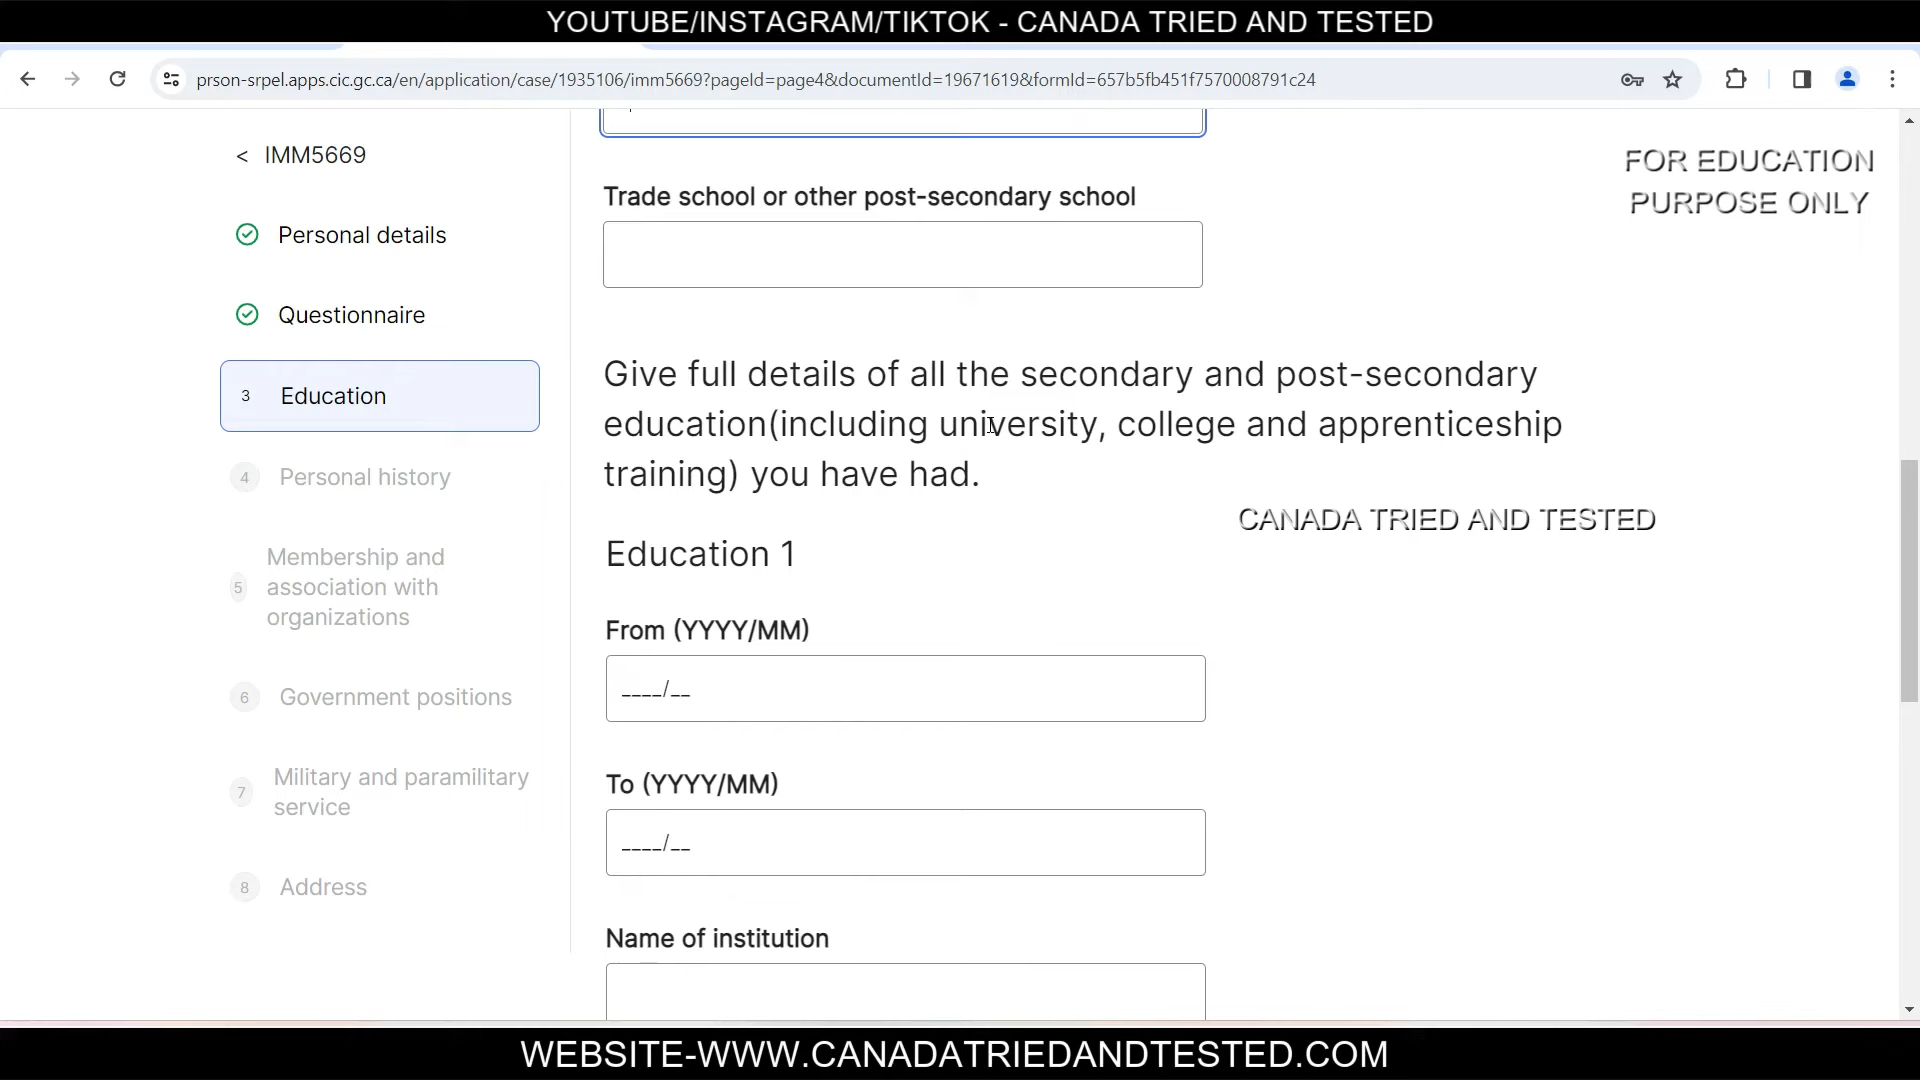 YOUTUBE/INSTAGRAM/TIKTOK - CANADA TRIED AND TESTED
prson-srpel.apps.cic.gc.ca/en/application/case/1935106/imm5669?pageId=page4&documentId=19671619&formId=657b5fb451f7570008791c24
< IMM5669
Personal details
Questionnaire
3 Education
4 Personal history
5 Membership and
association with
organizations
6 Government positions
7 Military and paramilitary
service
8 Address
Trade school or other post-secondary school
Give full details of all the secondary and post-secondary
education(including university, college and apprenticeship
training) you have had.
Education 1
From (YYYY/MM)
____/__
To (YYYY/MM)
____/__
Name of institution
FOR EDUCATION
PURPOSE ONLY
CANADA TRIED AND TESTED
WEBSITE-WWW.CANADATRIEDANDTESTED.COM